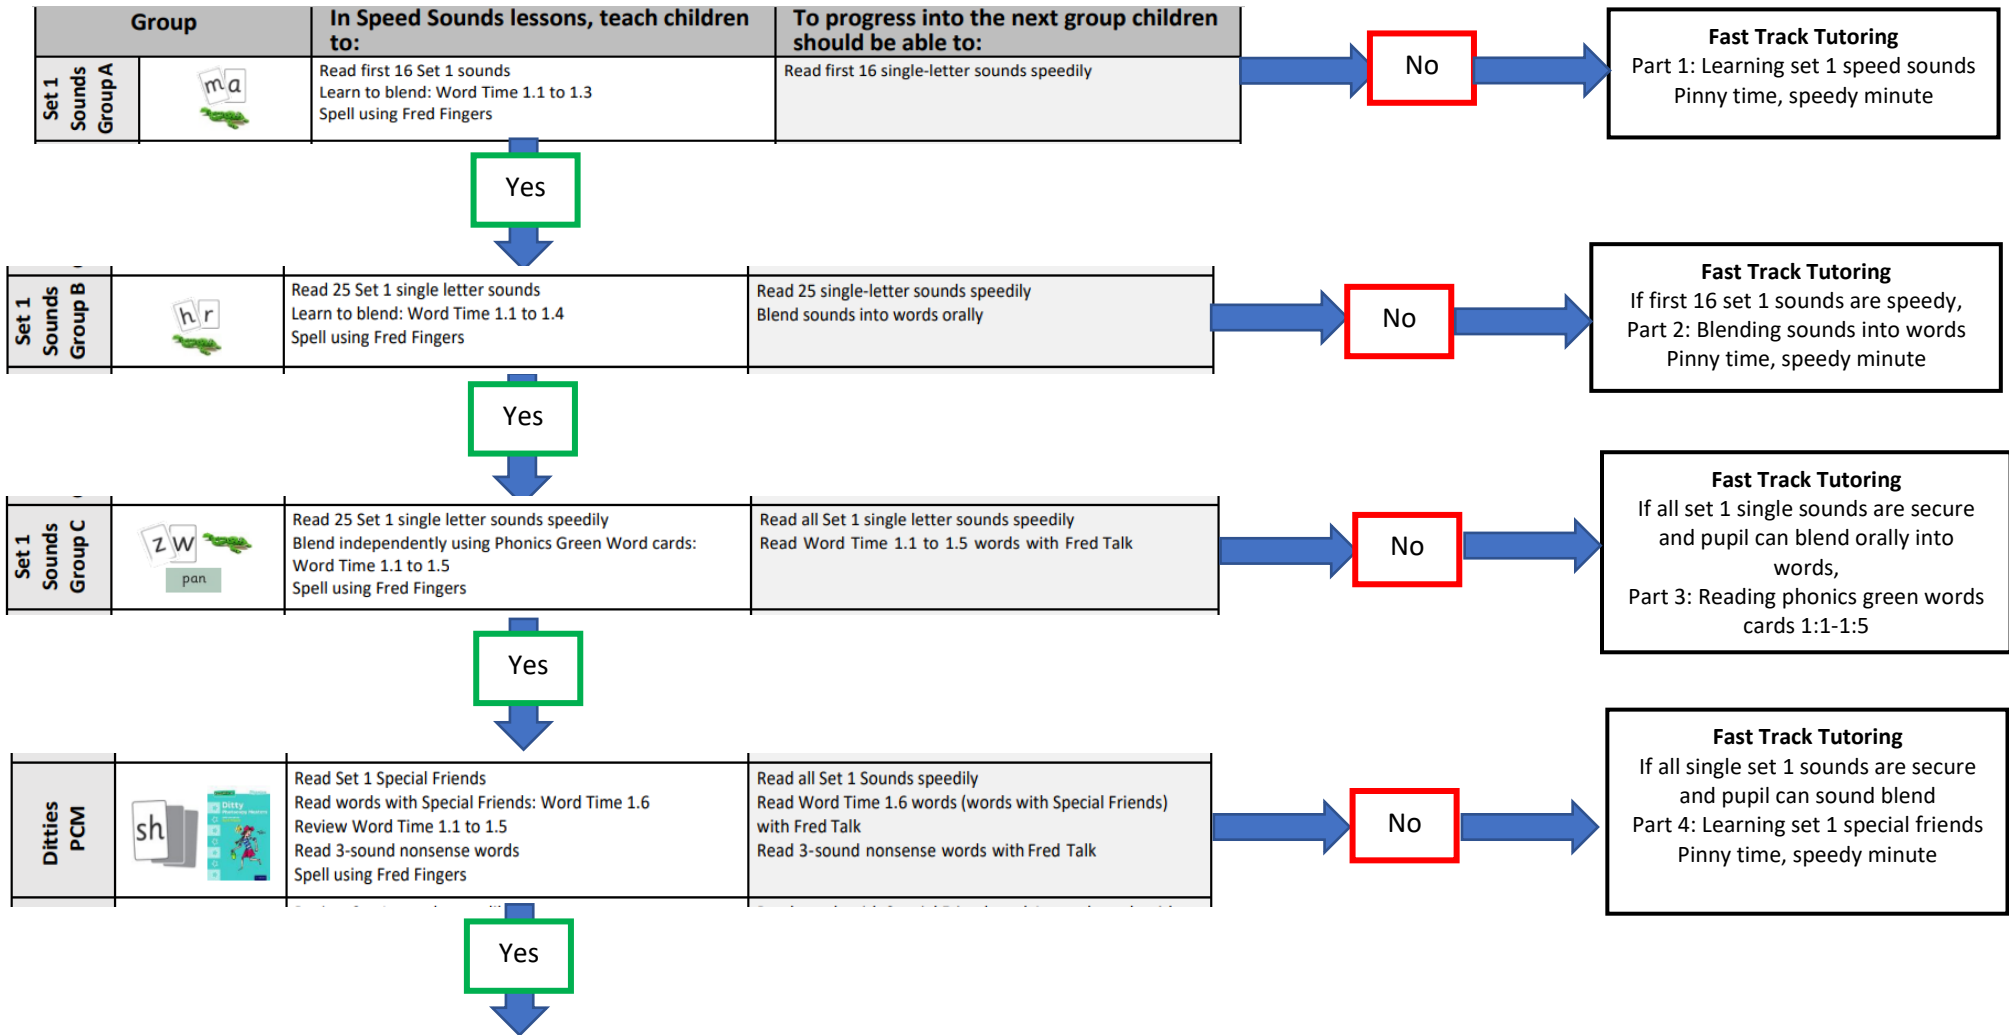 Group
In Speed Sounds lessons, teach children
to:
To progress into the next group children
should be able to:
Set 1
Sounds
Group A
m a
Read first 16 Set 1 sounds
Learn to blend: Word Time 1.1 to 1.3
Spell using Fred Fingers
Read first 16 single-letter sounds speedily
No
Fast Track Tutoring
Part 1: Learning set 1 speed sounds
Pinny time, speedy minute
Yes
Set 1
Sounds
Group B
h r
Read 25 Set 1 single letter sounds
Learn to blend: Word Time 1.1 to 1.4
Spell using Fred Fingers
Read 25 single-letter sounds speedily
Blend sounds into words orally
No
Fast Track Tutoring
If first 16 set 1 sounds are speedy,
Part 2: Blending sounds into words
Pinny time, speedy minute
Yes
Set 1
Sounds
Group C
z w
pan
Read 25 Set 1 single letter sounds speedily
Blend independently using Phonics Green Word cards:
Word Time 1.1 to 1.5
Spell using Fred Fingers
Read all Set 1 single letter sounds speedily
Read Word Time 1.1 to 1.5 words with Fred Talk
No
Fast Track Tutoring
If all set 1 single sounds are secure
and pupil can blend orally into
words,
Part 3: Reading phonics green words
cards 1:1-1:5
Yes
Ditties
PCM
sh
Ditty
Read Set 1 Special Friends
Read words with Special Friends: Word Time 1.6
Review Word Time 1.1 to 1.5
Read 3-sound nonsense words
Spell using Fred Fingers
Read all Set 1 Sounds speedily
Read Word Time 1.6 words (words with Special Friends)
with Fred Talk
Read 3-sound nonsense words with Fred Talk
No
Fast Track Tutoring
If all single set 1 sounds are secure
and pupil can sound blend
Part 4: Learning set 1 special friends
Pinny time, speedy minute
Yes